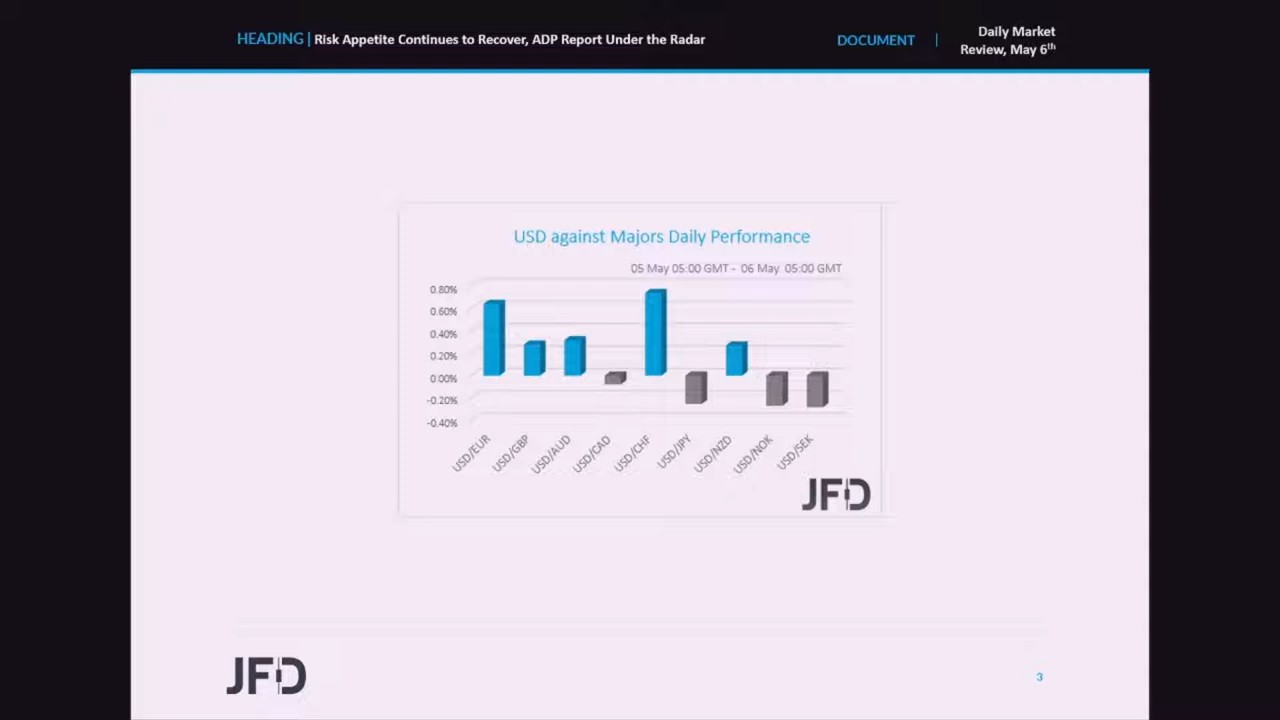 HEADING | Risk Appetite Continues to Recover, ADP Report Under the Radar
DOCUMENT | Daily Market
Review, May 6th
USD against Majors Daily Performance
05 May 05:00 GMT - 06 May 05:00 GMT
0.80%
0.60%
0.40%
0.20%
0.00%
-0.20%
-0.40%
USD/EUR
USD/GBP
USD/AUD
USD/CAD
USD/CHF
USD/JPY
USD/NZD
USD/NOK
USD/SEK
JFD
JFD
3